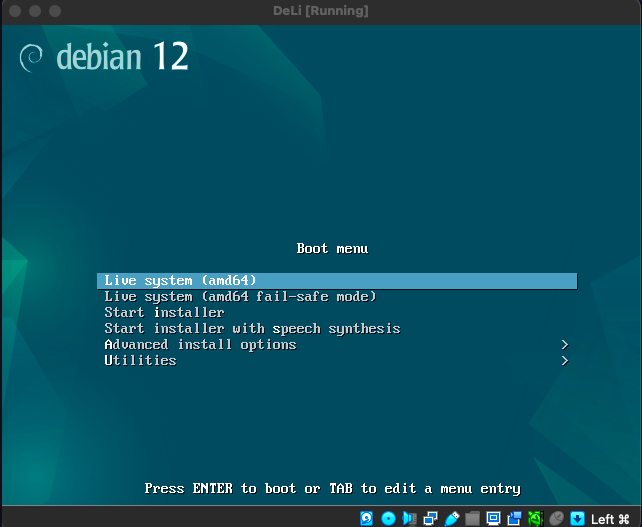 DeLi [Running]
debian 12
Boot menu
Live system (amd64)
Live system (amd64 fail-safe mode)
Start installer
Start installer with speech synthesis
Advanced install options >
Utilities >
Press ENTER to boot or TAB to edit a menu entry
Left ⌘